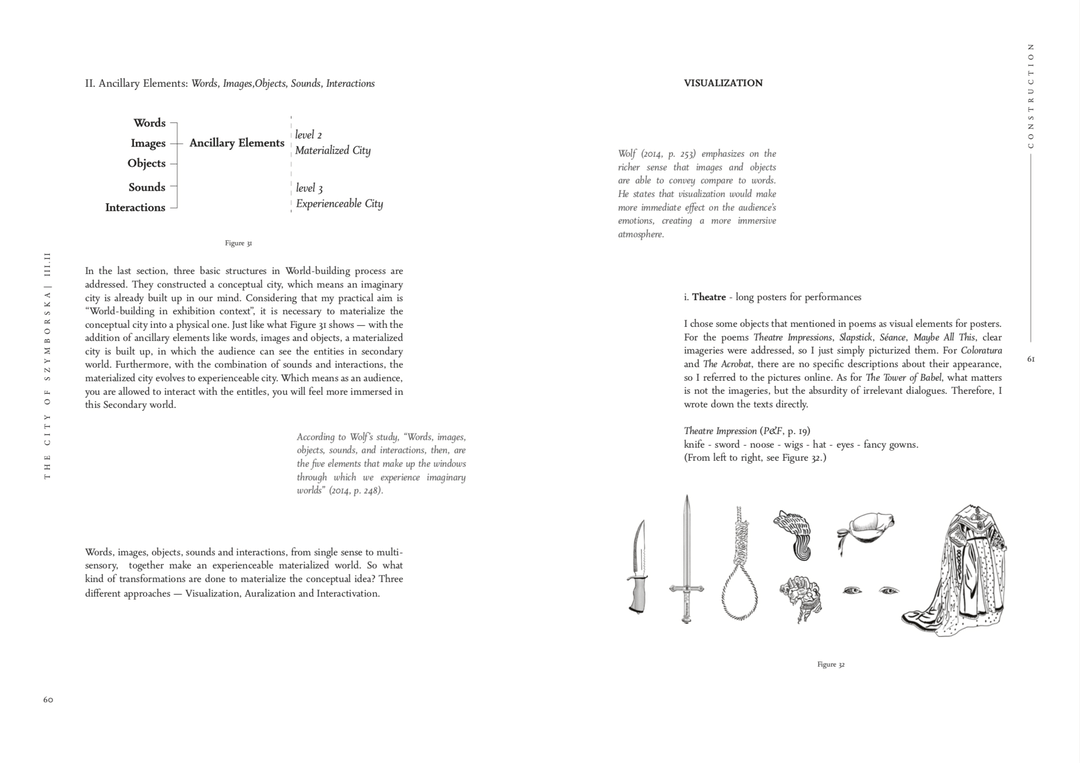 II. Ancillary Elements: Words, Images,Objects, Sounds, Interactions
Words
Images
Objects
Sounds
Interactions
Ancillary Elements
level 2
Materialized City
level 3
Experienceable City
Figure 31
In the last section, three basic structures in World-building process are
addressed. They constructed a conceptual city, which means an imaginary
city is already built up in our mind. Considering that my practical aim is
“World-building in exhibition context”, it is necessary to materialize the
conceptual city into a physical one. Just like what Figure 31 shows — with the
addition of ancillary elements like words, images and objects, a materialized
city is built up, in which the audience can see the entities in secondary
world. Furthermore, with the combination of sounds and interactions, the
materialized city evolves to experienceable city. Which means as an audience,
you are allowed to interact with the entitles, you will feel more immersed in
this Secondary world.
According to Wolf’s study, “Words, images,
objects, sounds, and interactions, then, are
the five elements that make up the windows
through which we experience imaginary
worlds” (2014, p. 248).
Words, images, objects, sounds and interactions, from single sense to multi-
sensory, together make an experienceable materialized world. So what
kind of transformations are done to materialize the conceptual idea? Three
different approaches — Visualization, Auralization and Interactivation.
THE CITY OF SZYMBORSKA| III.II
60
VISUALIZATION
Wolf (2014, p. 253) emphasizes on the
richer sense that images and objects
are able to convey compare to words.
He states that visualization would make
more immediate effect on the audience’s
emotions, creating a more immersive
atmosphere.
i. Theatre - long posters for performances
I chose some objects that mentioned in poems as visual elements for posters.
For the poems Theatre Impressions, Slapstick, Séance, Maybe All This, clear
imageries were addressed, so I just simply picturized them. For Coloratura
and The Acrobat, there are no specific descriptions about their appearance,
so I referred to the pictures online. As for The Tower of Babel, what matters
is not the imageries, but the absurdity of irrelevant dialogues. Therefore, I
wrote down the texts directly.
Theatre Impression (P&F, p. 19)
knife - sword - noose - wigs - hat - eyes - fancy gowns.
(From left to right, see Figure 32.)
Figure 32
CONSTRUCTION
61